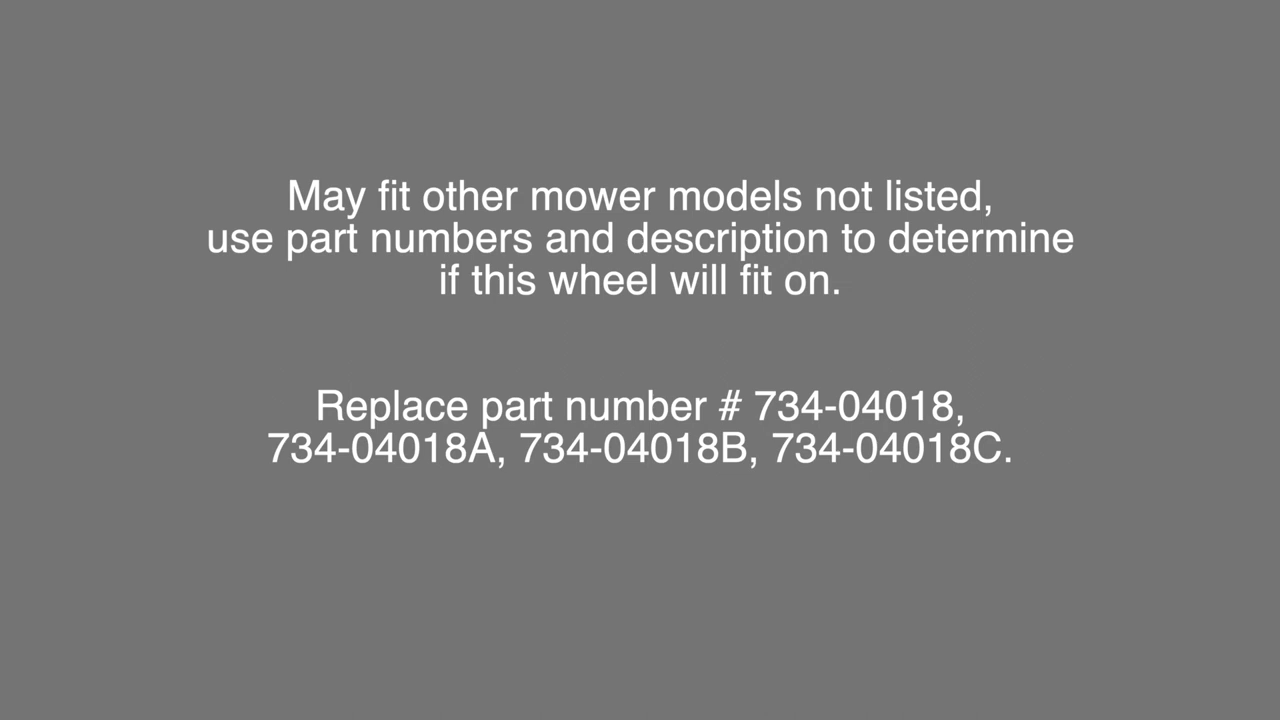 May fit other mower models not listed,
use part numbers and description to determine
if this wheel will fit on.
Replace part number # 734-04018,
734-04018A, 734-04018B, 734-04018C.